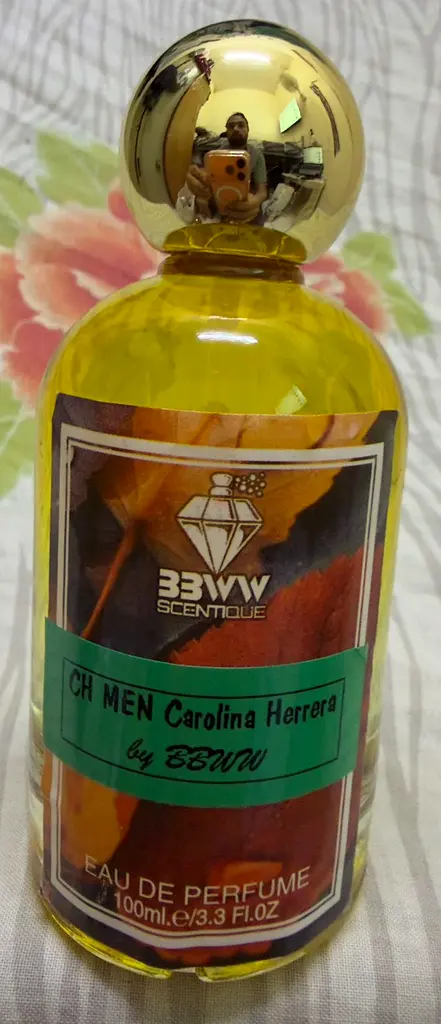 BBWW
SCENTIQUE
CH MEN Carolina Herrera
by BBWW
EAU DE PERFUME
100ml.e/3.3 Fl.OZ